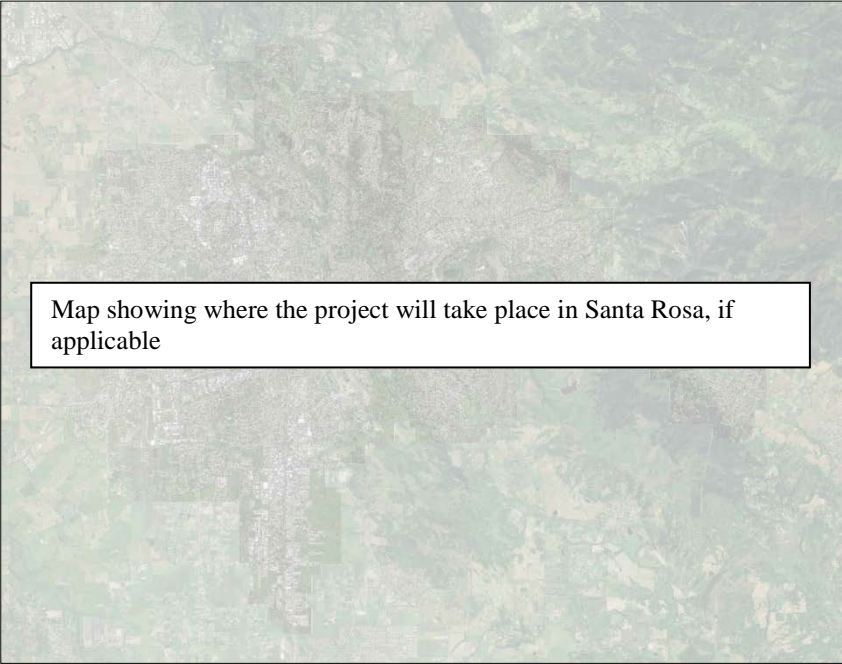 Map showing where the project will take place in Santa Rosa, if
applicable